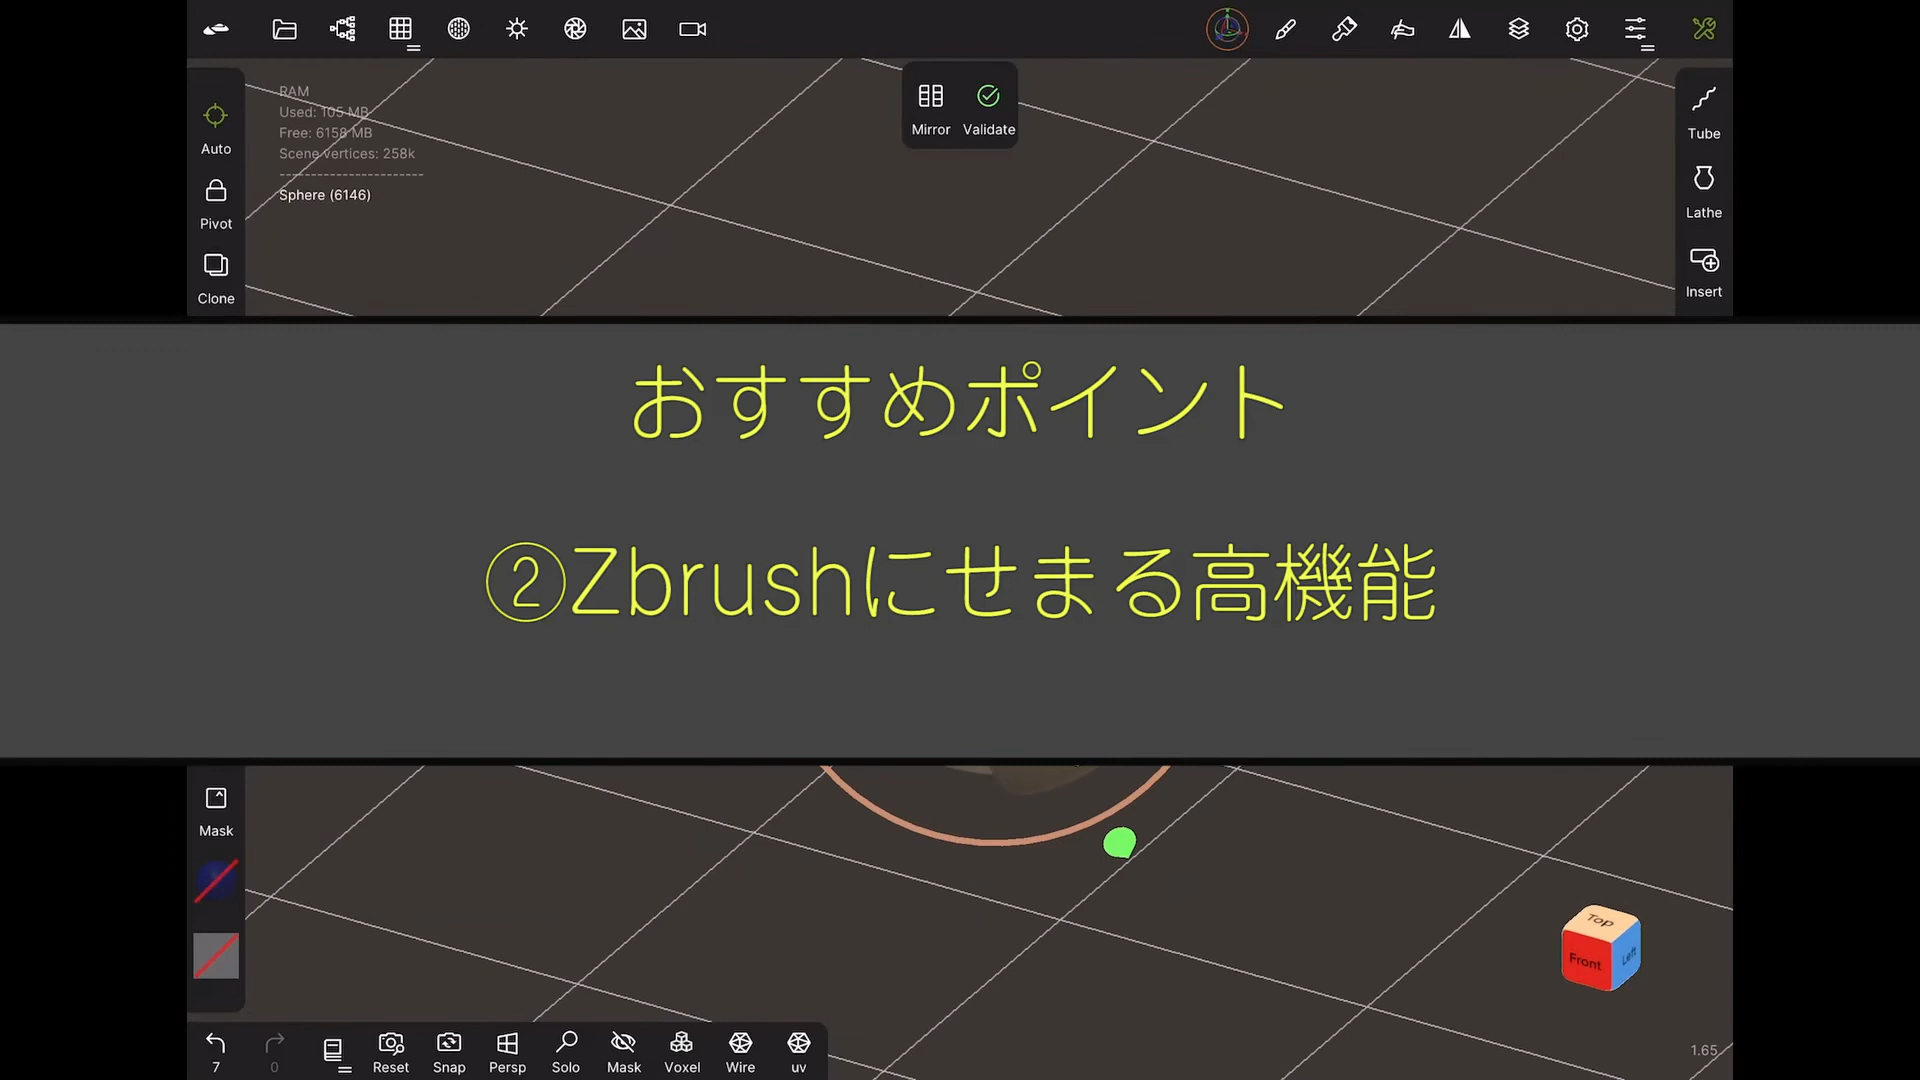 RAM
Used: 105 MB
Free: 6158 MB
Scene vertices: 258k
------------------------
Sphere (6146)
Auto
Pivot
Clone
Mirror
Validate
Tube
Lathe
Insert
おすすめポイント
②Zbrushにせまる高機能
Mask
Top
Front
Left
1.65
7
0
Reset
Snap
Persp
Solo
Mask
Voxel
Wire
uv